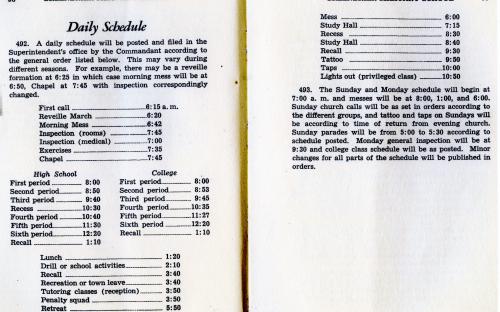 Daily Schedule
492. A daily schedule will be posted and filed in the
Superintendent's office by the Commandant according to
the general order listed below. This may vary during
different seasons. For example, there may be a reveille
formation at 6:25 in which case morning mess will be at
6:50, Chapel at 7:45 with inspection correspondingly
changed.
First call 6:15 a. m.
Reveille March 6:20
Morning Mess 6:42
Inspection (rooms) 7:45
Inspection (medical) 7:00
Exercises 7:35
Chapel 7:45
High School
First period 8:00
Second period 8:50
Third period 9:40
Recess 10:30
Fourth period 10:40
Fifth period 11:30
Sixth period 12:20
Recall 1:10
College
First period 8:00
Second period 8:53
Third period 9:45
Fourth period 10:35
Fifth period 11:27
Sixth period 12:20
Recall 1:10
Lunch 1:20
Drill or school activities 2:10
Recall 3:40
Recreation or town leave 3:40
Tutoring classes (reception) 3:50
Penalty squad 3:50
Retreat 5:50
Mess 6:00
Study Hall 7:15
Recess 8:30
Study Hall 8:40
Recall 9:30
Tattoo 9:50
Taps 10:00
Lights out (privileged class) 10:50
493. The Sunday and Monday schedule will begin at
7:00 a. m. and messes will be at 8:00, 1:00, and 6:00.
Sunday church calls will be as set in orders according to
the different groups, and tattoo and taps on Sundays will
be according to time of return from evening church.
Sunday parades will be from 5:00 to 5:30 according to
schedule posted. Monday general inspection will be at
9:30 and college class schedule will be as posted. Minor
changes for all parts of the schedule will be published in
orders.